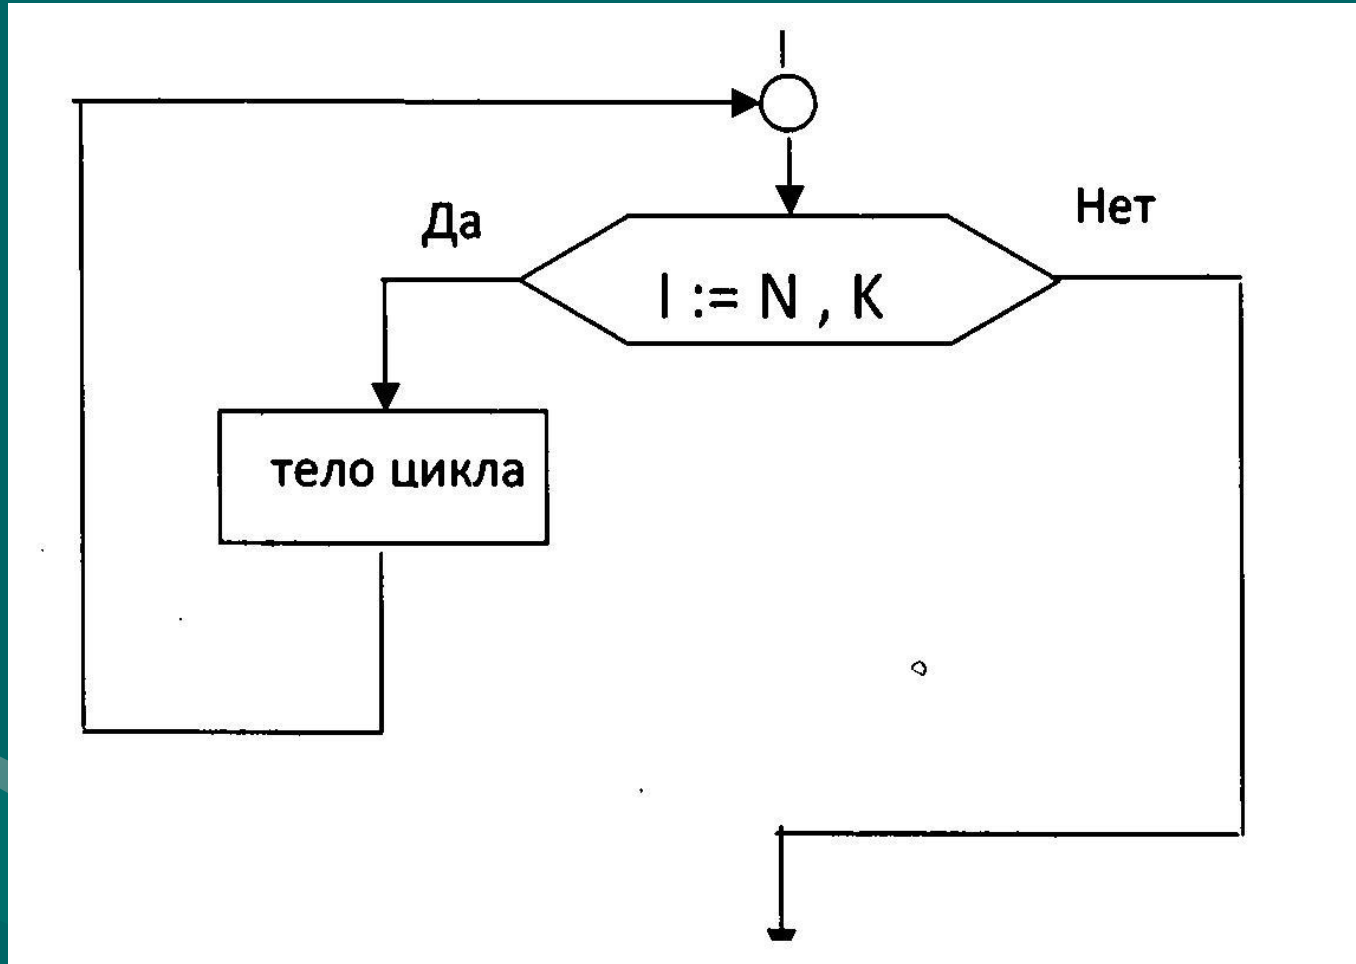 Да
Нет
I := N , K
тело цикла